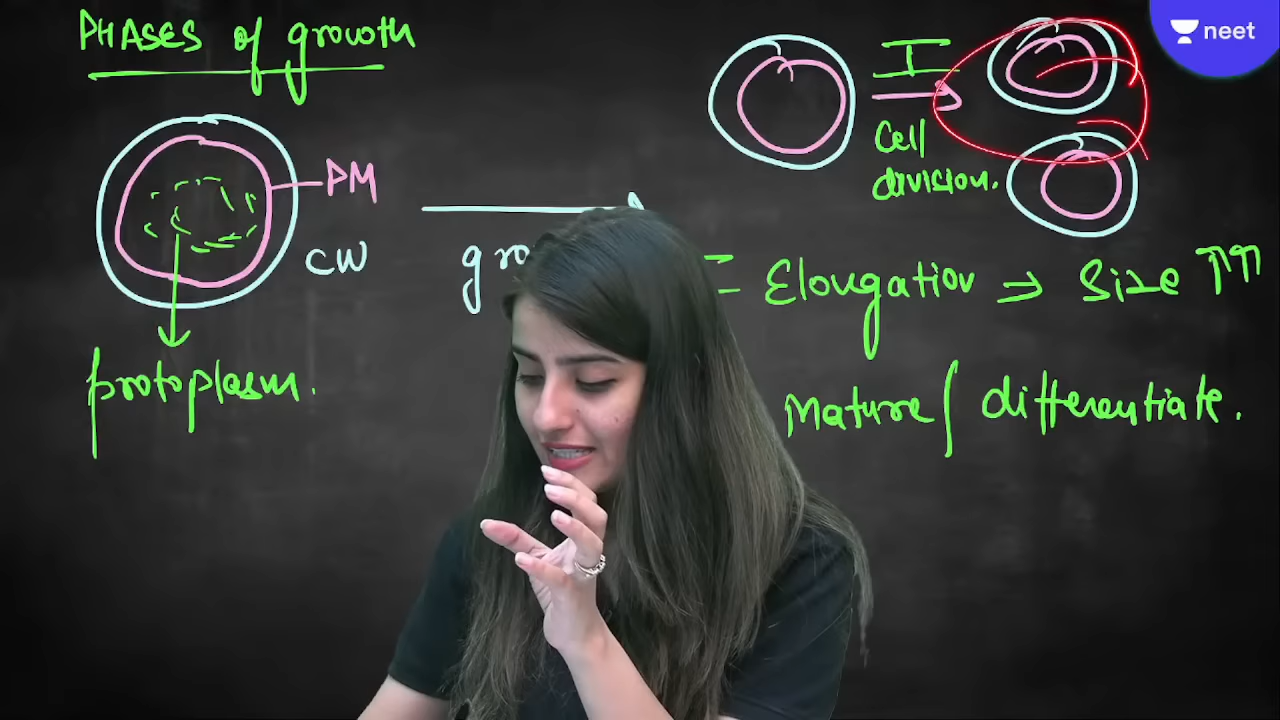 PHASES of growth
neet
I
Cell
division.
PM
CW
= Elongation ⇒ Size ↑↑↑
protoplasm.
Mature/ differentiate.